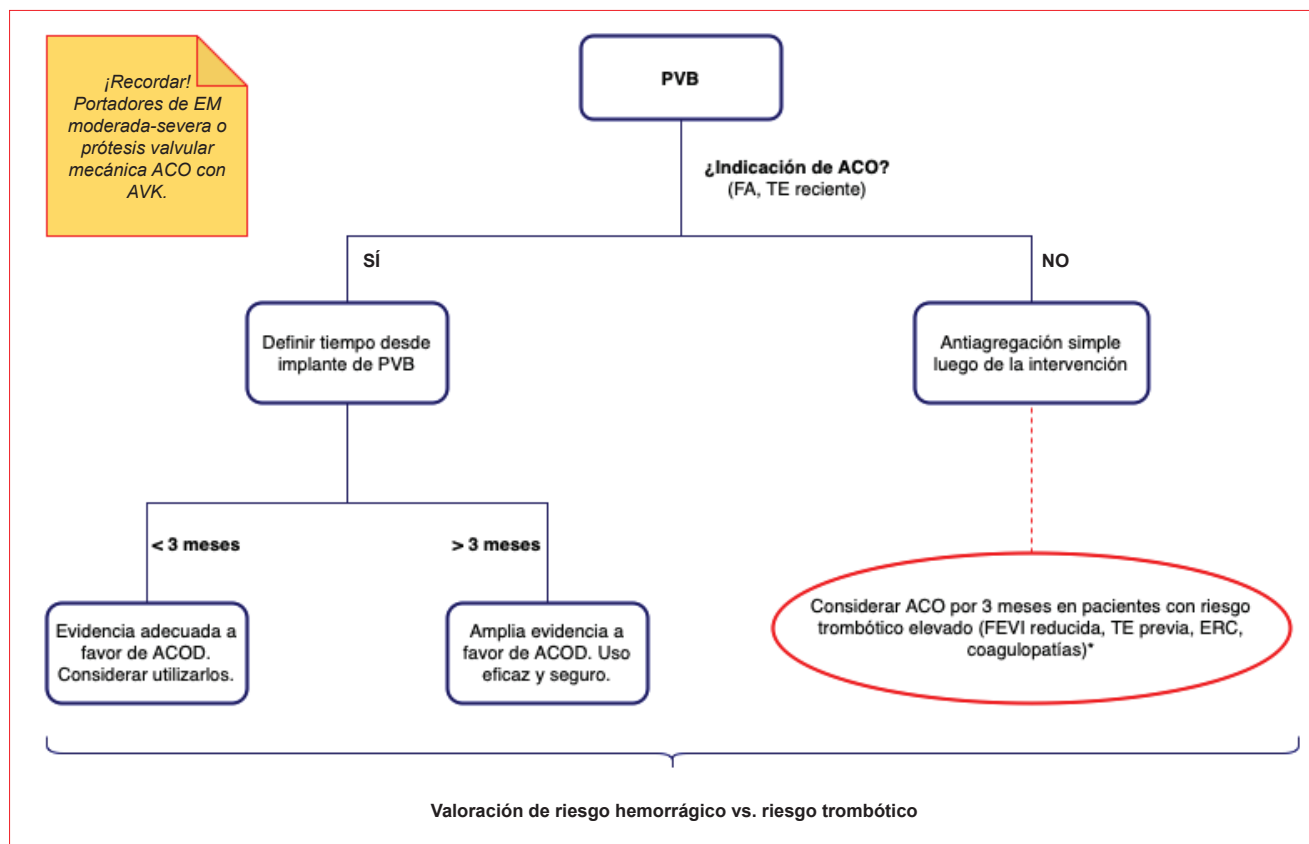 ¡Recordar!
Portadores de EM
moderada-severa o
prótesis valvular
mecánica ACO con
AVK.
PVB
¿Indicación de ACO?
(FA, TE reciente)
SÍ
NO
Definir tiempo desde
implante de PVB
Antiagregación simple
luego de la intervención
< 3 meses
> 3 meses
Evidencia adecuada a
favor de ACOD.
Considerar utilizarlos.
Amplia evidencia a
favor de ACOD. Uso
eficaz y seguro.
Considerar ACO por 3 meses en pacientes con riesgo
trombótico elevado (FEVI reducida, TE previa, ERC,
coagulopatías)*
Valoración de riesgo hemorrágico vs. riesgo trombótico